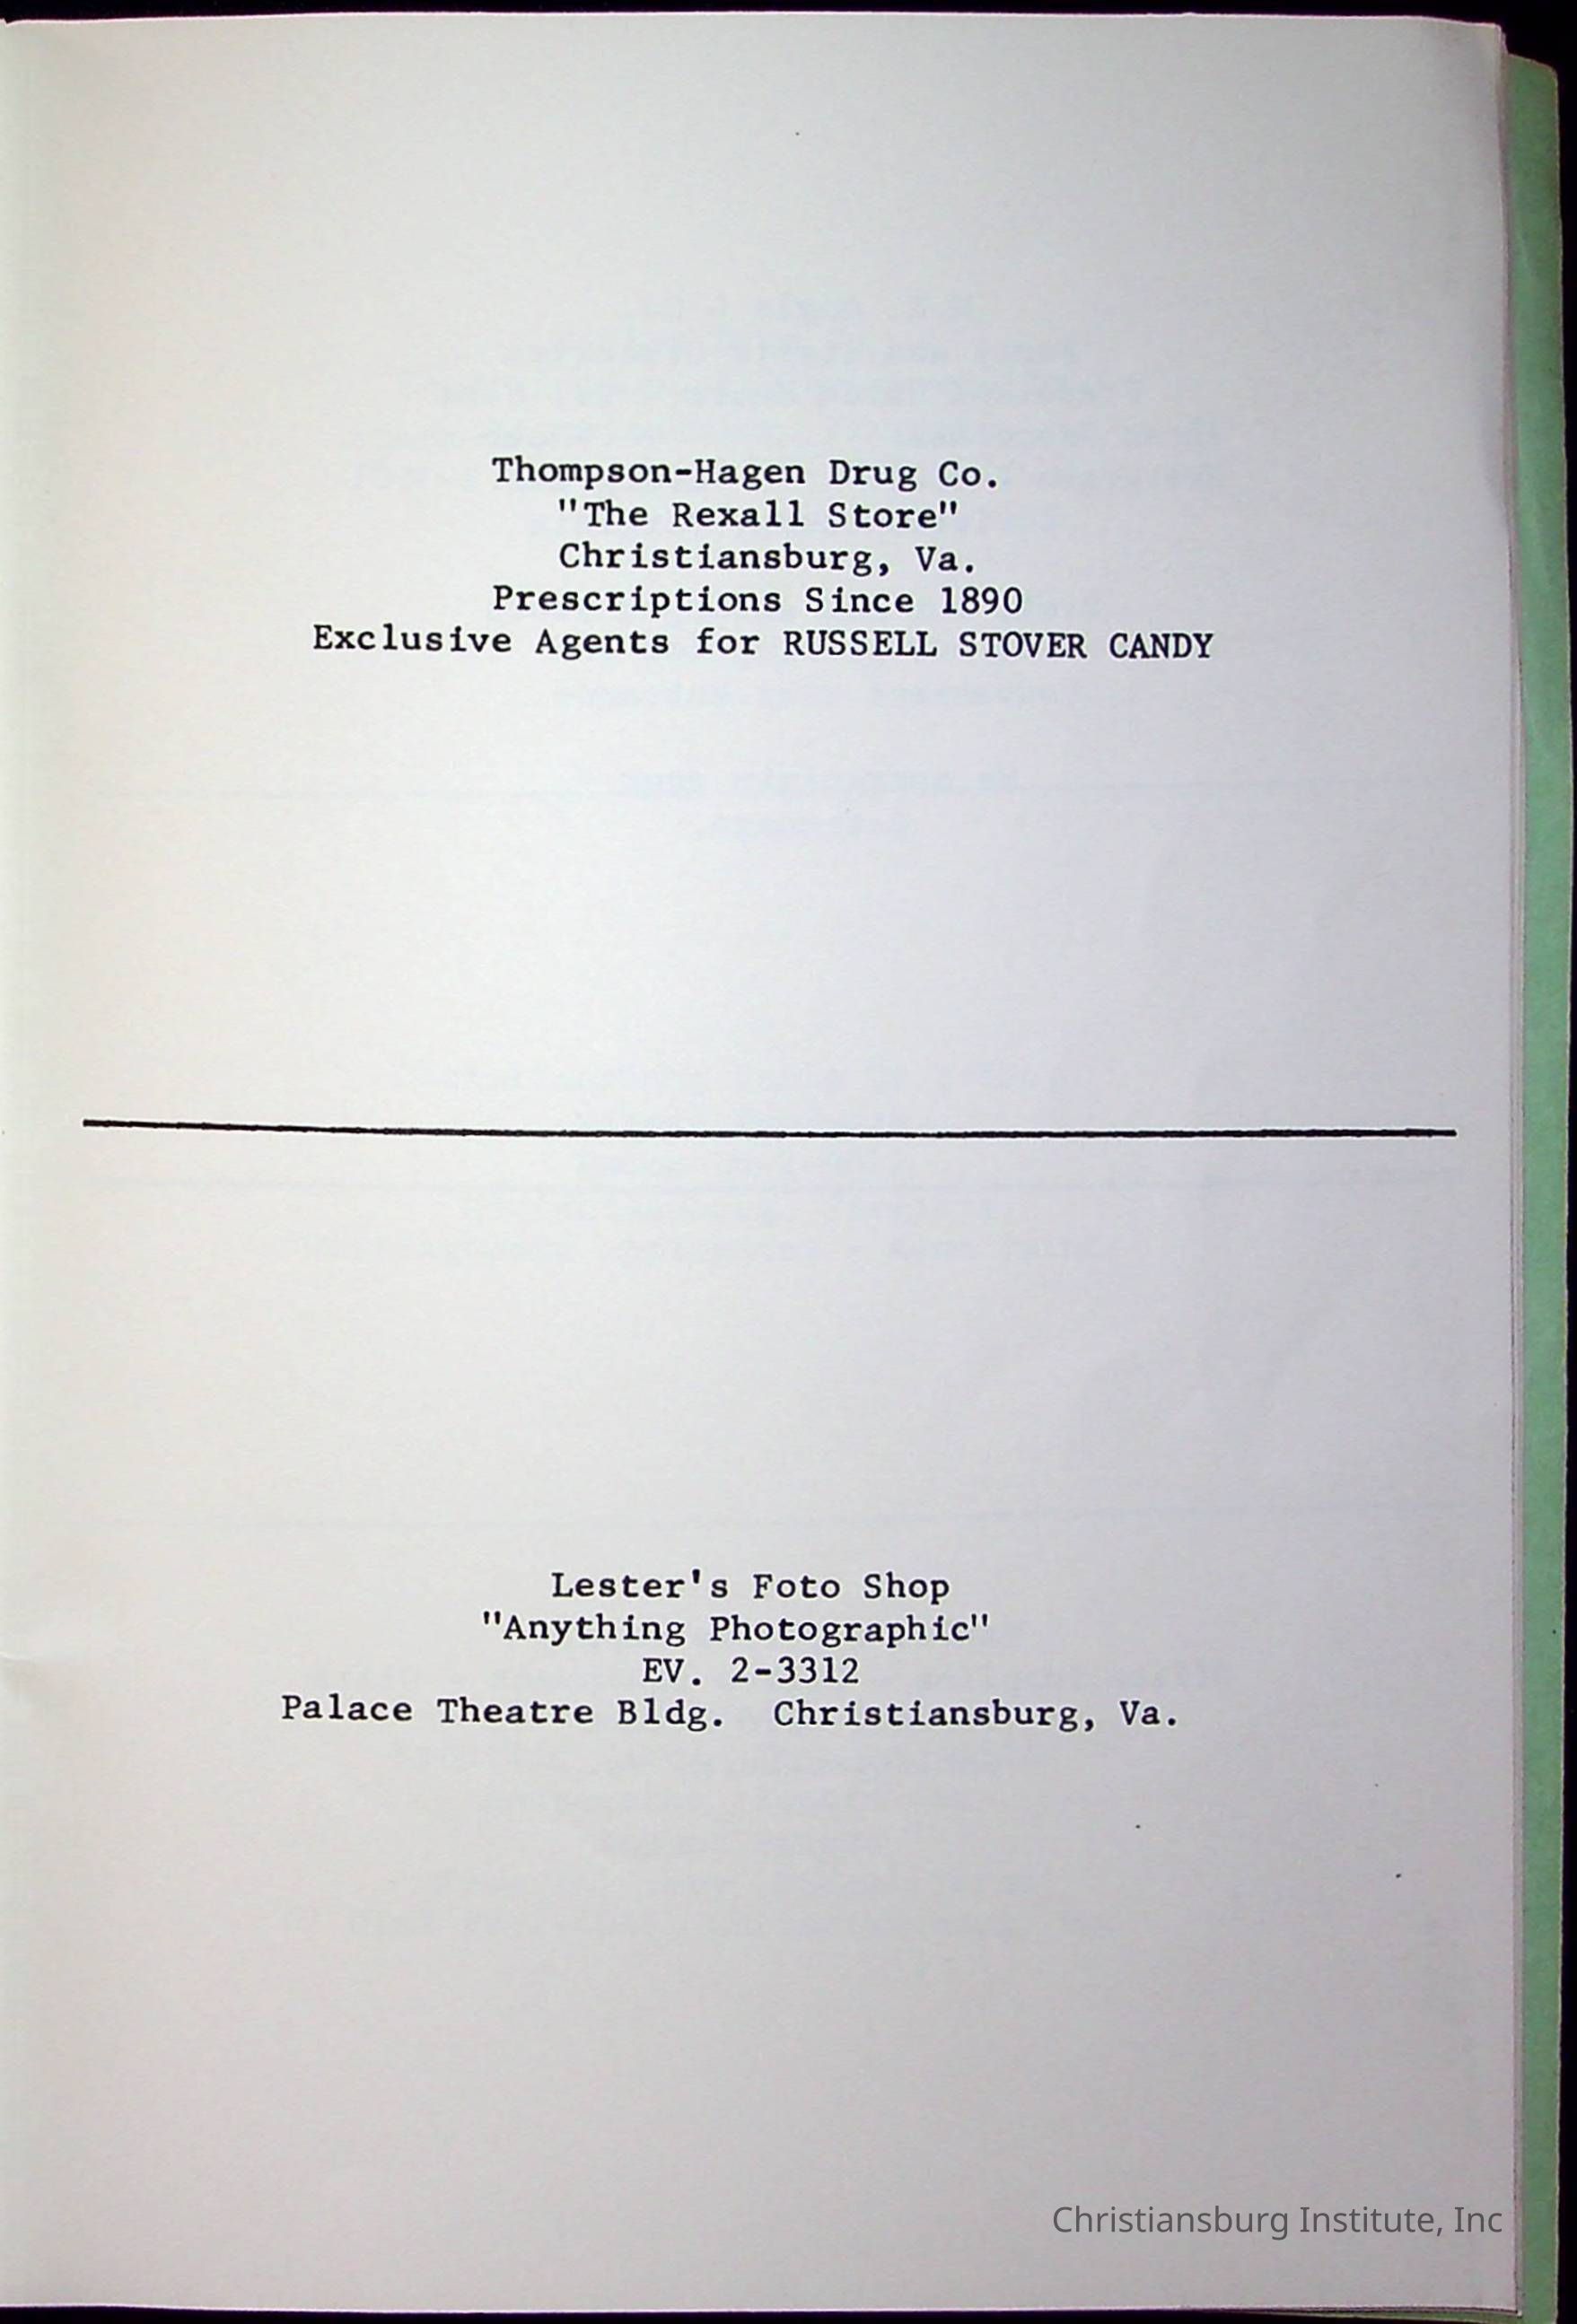 Thompson-Hagen Drug Co.
"The Rexall Store"
Christiansburg, Va.
Prescriptions Since 1890
Exclusive Agents for RUSSELL STOVER CANDY
Lester's Foto Shop
"Anything Photographic"
EV. 2-3312
Palace Theatre Bldg. Christiansburg, Va.
Christiansburg Institute, Inc